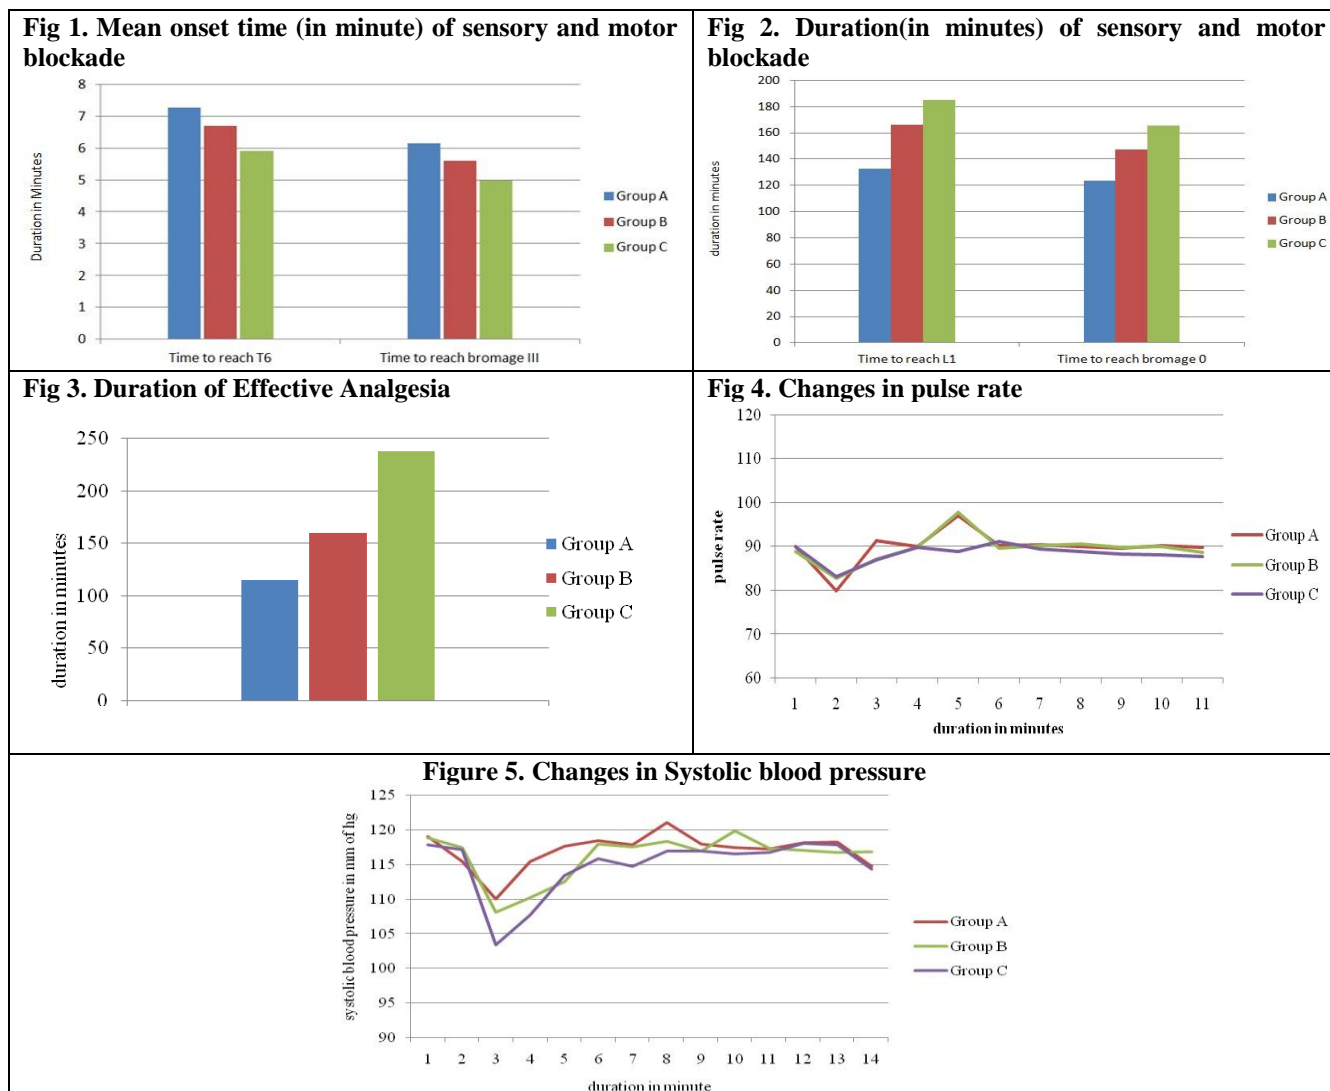 Fig 1. Mean onset time (in minute) of sensory and motor
blockade
8
7
6
5
4
3
2
1
0
Duration in Minutes
Time to reach T6
Time to reach bromage III
Group A
Group B
Group C
Fig 2. Duration(in minutes) of sensory and motor
blockade
200
180
160
140
120
100
80
60
40
20
0
duration in minutes
Time to reach L1
Time to reach bromage 0
Group A
Group B
Group C
Fig 3. Duration of Effective Analgesia
250
200
150
100
50
0
duration in minutes
Group A
Group B
Group C
Fig 4. Changes in pulse rate
120
110
100
90
80
70
60
pulse rate
1 2 3 4 5 6 7 8 9 10 11
duration in minutes
Group A
Group B
Group C
Figure 5. Changes in Systolic blood pressure
125
120
115
110
105
100
95
90
systolic blood pressure in mm of hg
1 2 3 4 5 6 7 8 9 10 11 12 13 14
duration in minute
Group A
Group B
Group C